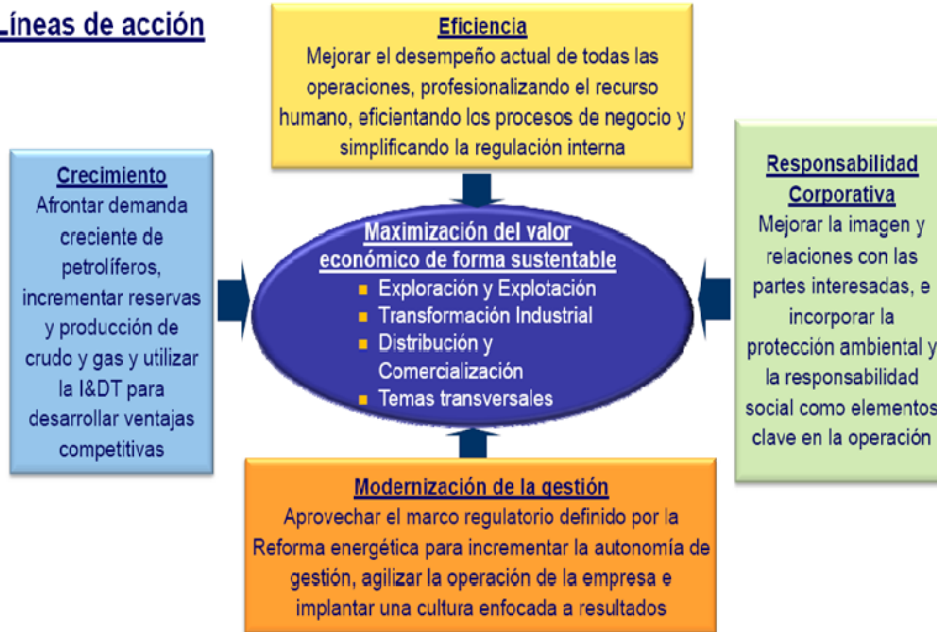 Líneas de acción
Eficiencia
Mejorar el desempeño actual de todas las
operaciones, profesionalizando el recurso
humano, eficientando los procesos de negocio y
simplificando la regulación interna
Crecimiento
Afrontar demanda
creciente de
petrolíferos,
incrementar reservas
y producción de
crudo y gas y utilizar
la I&DT para
desarrollar ventajas
competitivas
Maximización del valor
económico de forma sustentable
Exploración y Explotación
Transformación Industrial
Distribución y
Comercialización
Temas transversales
Responsabilidad
Corporativa
Mejorar la imagen y
relaciones con las
partes interesadas, e
incorporar la
protección ambiental y
la responsabilidad
social como elementos
clave en la operación
Modernización de la gestión
Aprovechar el marco regulatorio definido por la
Reforma energética para incrementar la autonomía de
gestión, agilizar la operación de la empresa e
implantar una cultura enfocada a resultados